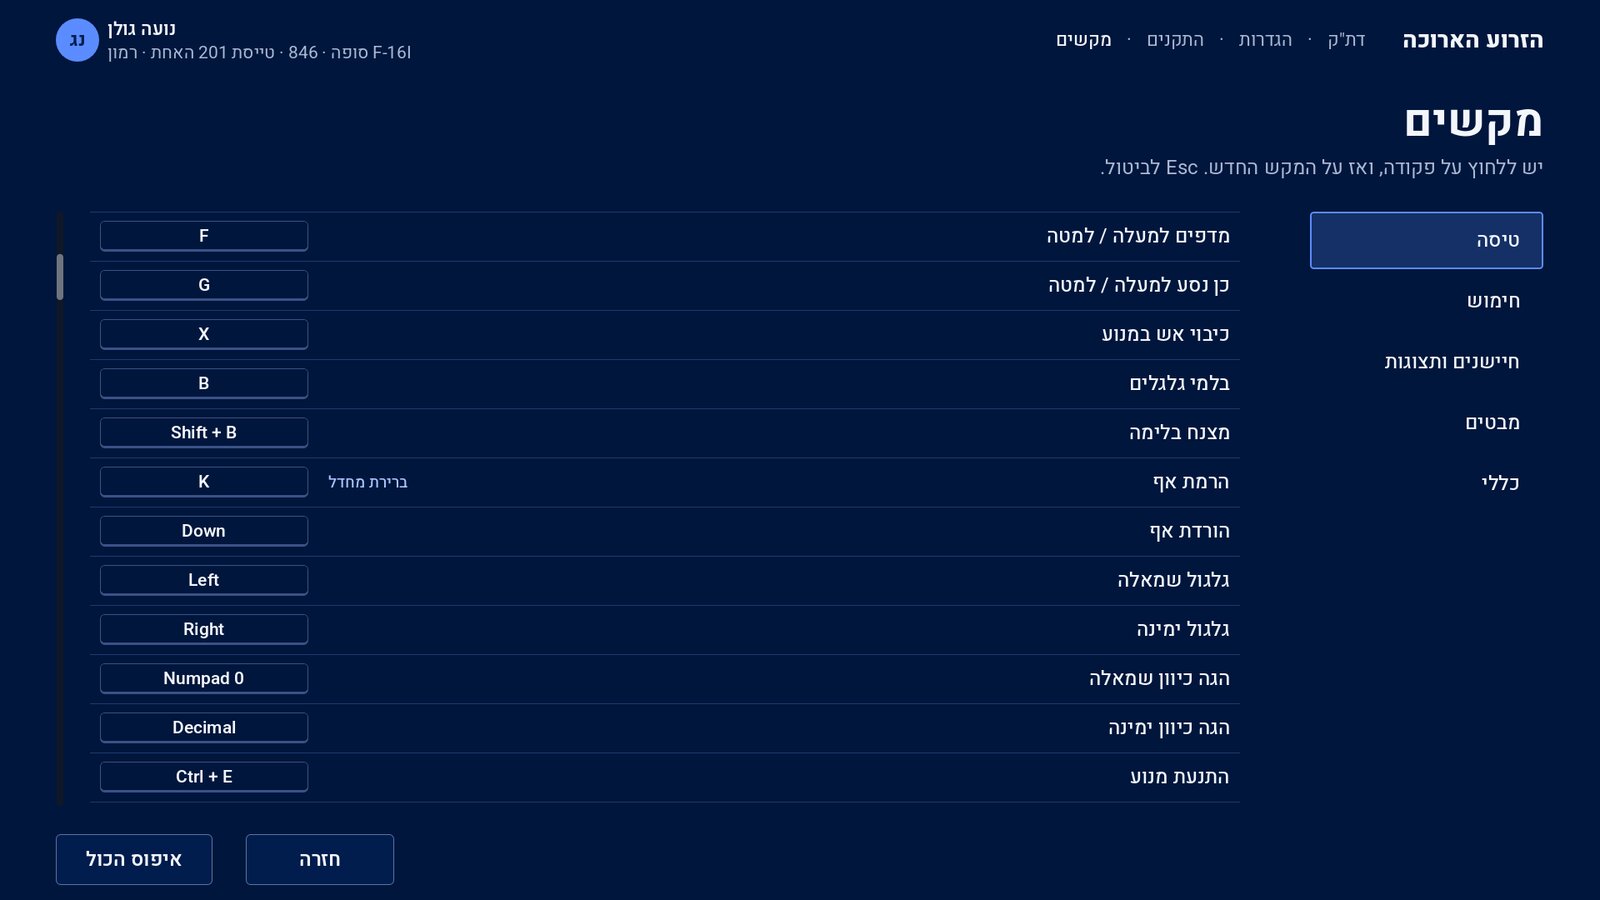 הזרוע הארוכה
דת"ק · הגדרות · התקנים · מקשים
נועה גולן
F-16I סופה · 846 · טייסת 201 האחת · רמון
נג
מקשים
יש ללחוץ על פקודה, ואז על המקש החדש. Esc לביטול.
טיסה
חימוש
חיישנים ותצוגות
מבטים
כללי
מדפים למעלה / למטה F
כן נסע למעלה / למטה G
כיבוי אש במנוע X
בלמי גלגלים B
מצנח בלימה Shift + B
הרמת אף ברירת מחדל K
הורדת אף Down
גלגול שמאלה Left
גלגול ימינה Right
הגה כיוון שמאלה Numpad 0
הגה כיוון ימינה Decimal
התנעת מנוע Ctrl + E
חזרה
איפוס הכול